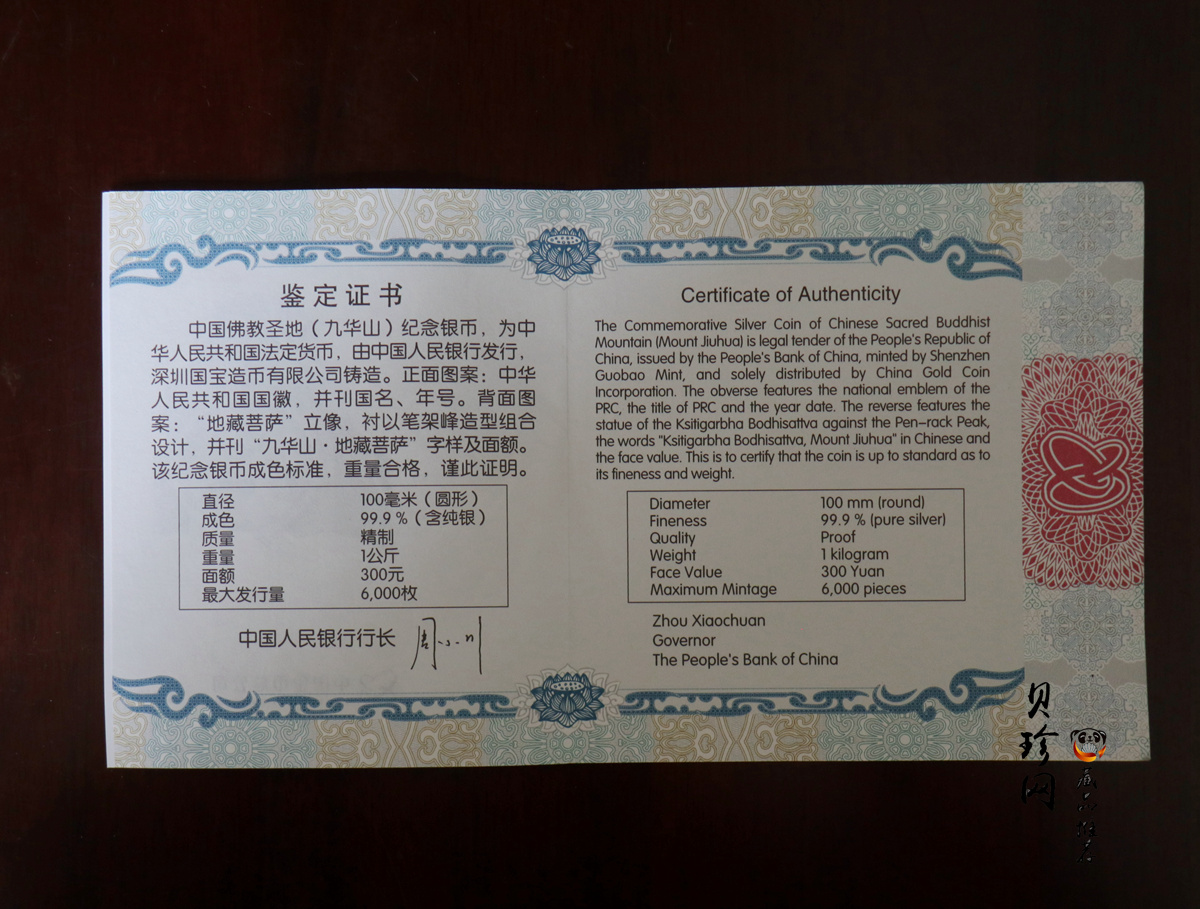 鉴定证书
中国佛教圣地（九华山）纪念银币，为中
华人民共和国法定货币，由中国人民银行发行，
深圳国宝造币有限公司铸造。正面图案：中华
人民共和国国徽，并刊国名、年号。背面图
案：“地藏菩萨”立像，衬以笔架峰造型组合
设计，并刊“九华山·地藏菩萨”字样及面额。
该纪念银币成色标准，重量合格，谨此证明。
直径 100毫米（圆形）
成色 99.9％（含纯银）
质量 精制
重量 1公斤
面额 300元
最大发行量 6,000枚
中国人民银行行长 周小川
Certificate of Authenticity
The Commemorative Silver Coin of Chinese Sacred Buddhist
Mountain (Mount Jiuhua) is legal tender of the People's Republic of
China, issued by the People's Bank of China, minted by Shenzhen
Guobao Mint, and solely distributed by China Gold Coin
Incorporation. The obverse features the national emblem of the
PRC, the title of PRC and the year date. The reverse features the
statue of the Ksitigarbha Bodhisattva against the Pen-rack Peak,
the words "Ksitigarbha Bodhisattva, Mount Jiuhua" in Chinese and
the face value. This is to certify that the coin is up to standard as to
its fineness and weight.
Diameter 100 mm (round)
Fineness 99.9 % (pure silver)
Quality Proof
Weight 1 kilogram
Face Value 300 Yuan
Maximum Mintage 6,000 pieces
Zhou Xiaochuan
Governor
The People's Bank of China
贝珍网